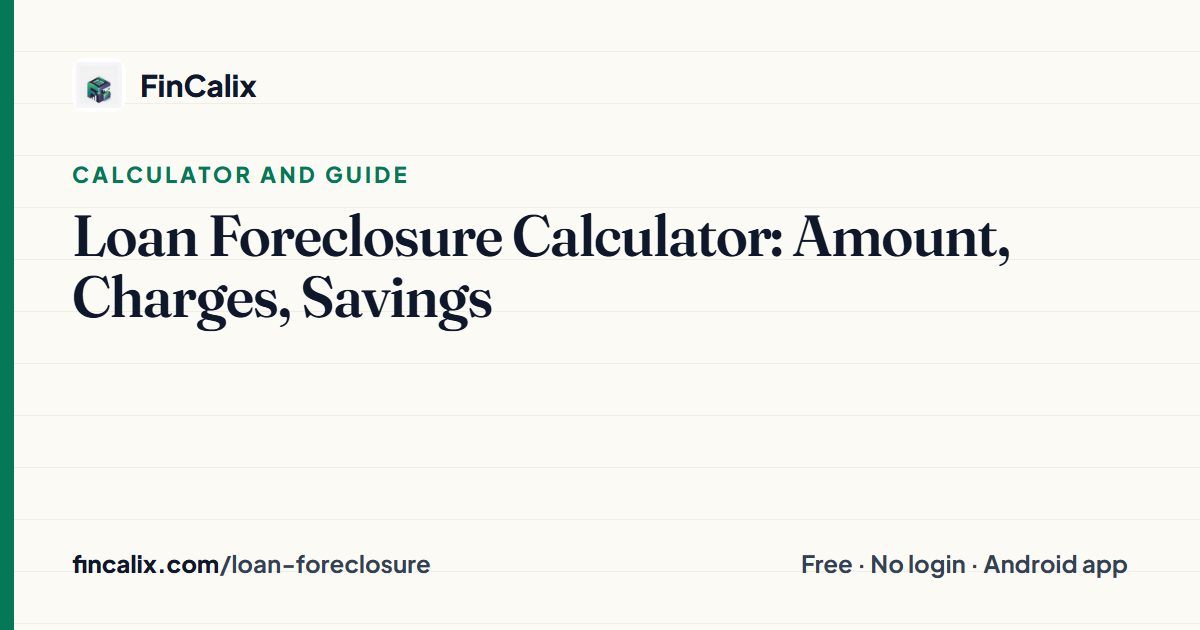 FinCalix
CALCULATOR AND GUIDE
Loan Foreclosure Calculator: Amount,
Charges, Savings
fincalix.com/loan-foreclosure
Free · No login · Android app